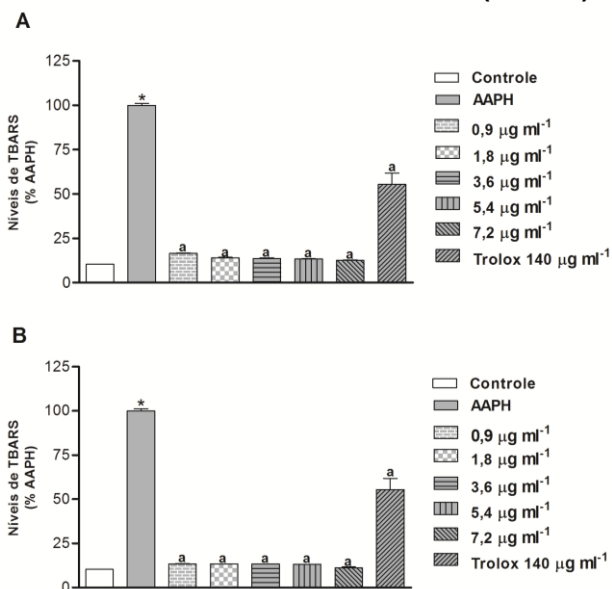 A
Níveis de TBARS
(% AAPH)
125
100
75
50
25
0
*
a
a
a
a
a
a
Controle
AAPH
0,9 μg ml⁻¹
1,8 μg ml⁻¹
3,6 μg ml⁻¹
5,4 μg ml⁻¹
7,2 μg ml⁻¹
Trolox 140 μg ml⁻¹
B
Níveis de TBARS
(% AAPH)
125
100
75
50
25
0
*
a
a
a
a
a
a
Controle
AAPH
0,9 μg ml⁻¹
1,8 μg ml⁻¹
3,6 μg ml⁻¹
5,4 μg ml⁻¹
7,2 μg ml⁻¹
Trolox 140 μg ml⁻¹